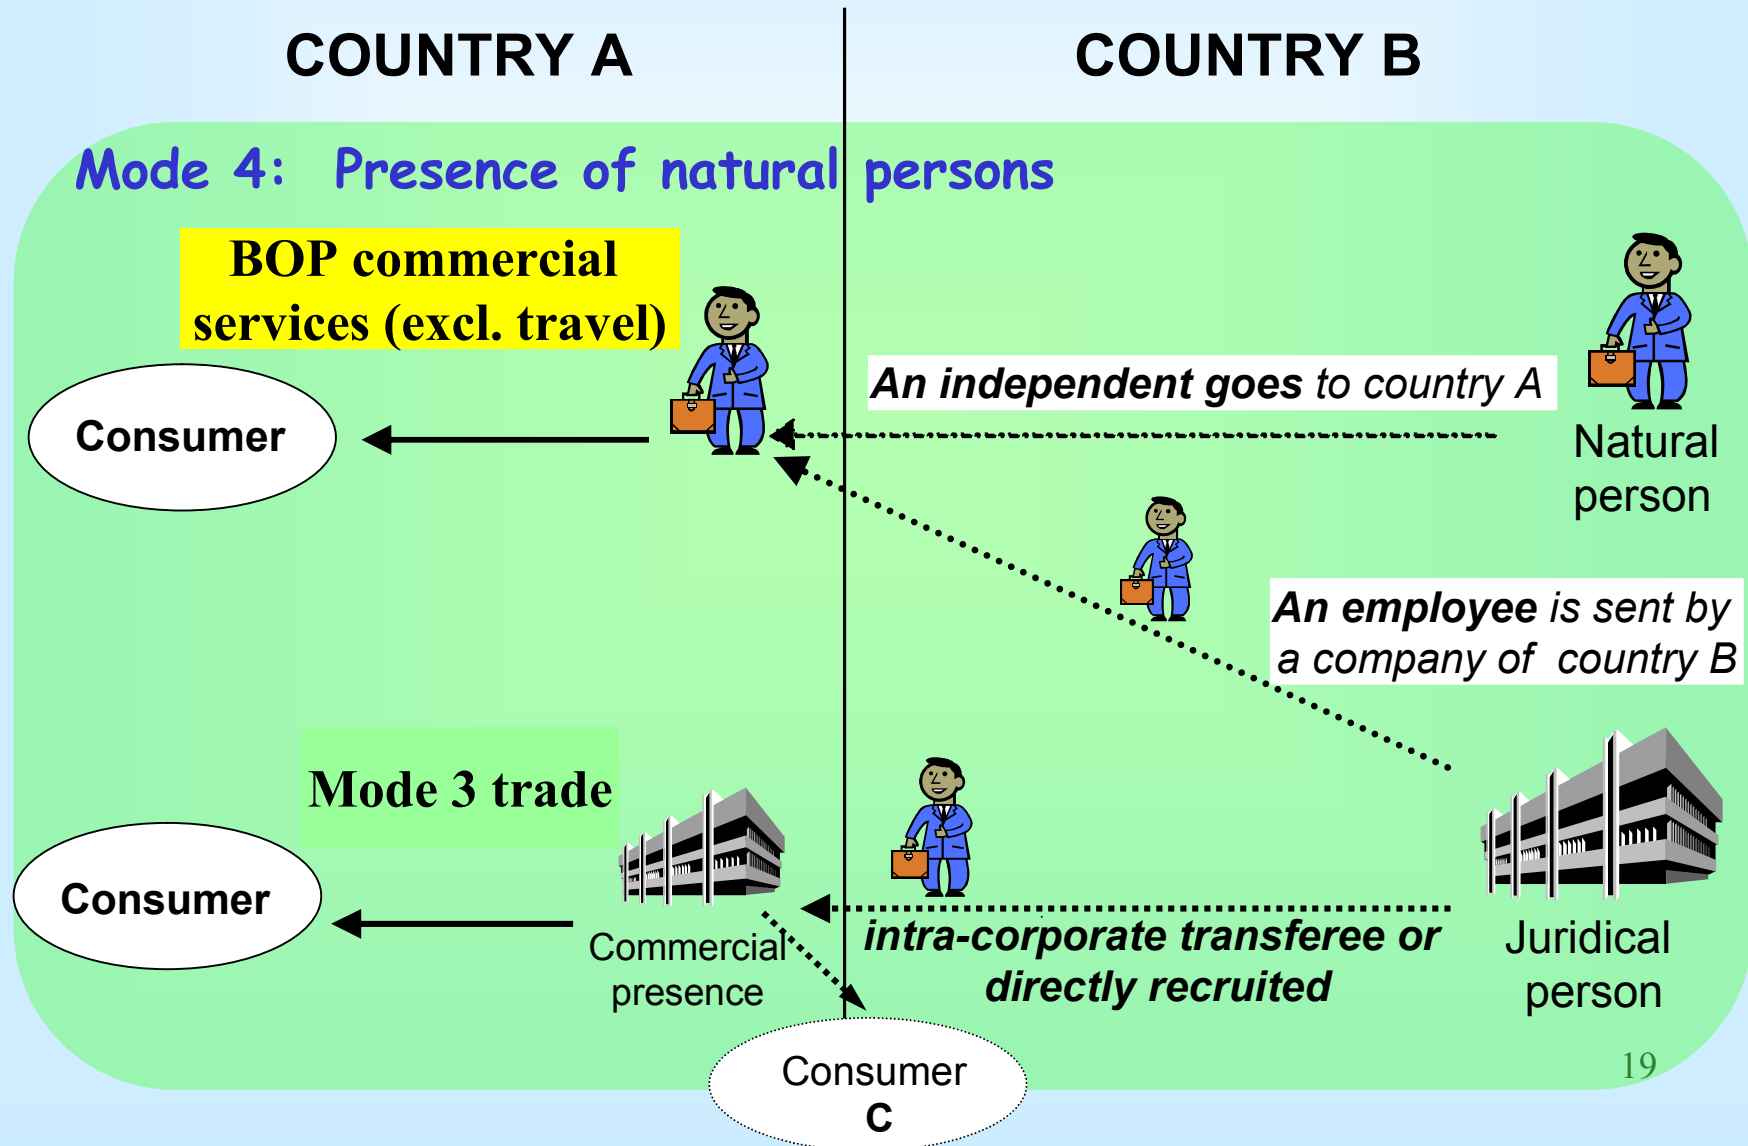 COUNTRY A
COUNTRY B
Mode 4: Presence of natural persons
BOP commercial
services (excl. travel)
An independent goes to country A
Consumer
Natural
person
An employee is sent by
a company of country B
Mode 3 trade
Consumer
Commercial
presence
intra-corporate transferee or
directly recruited
Juridical
person
Consumer
C
19